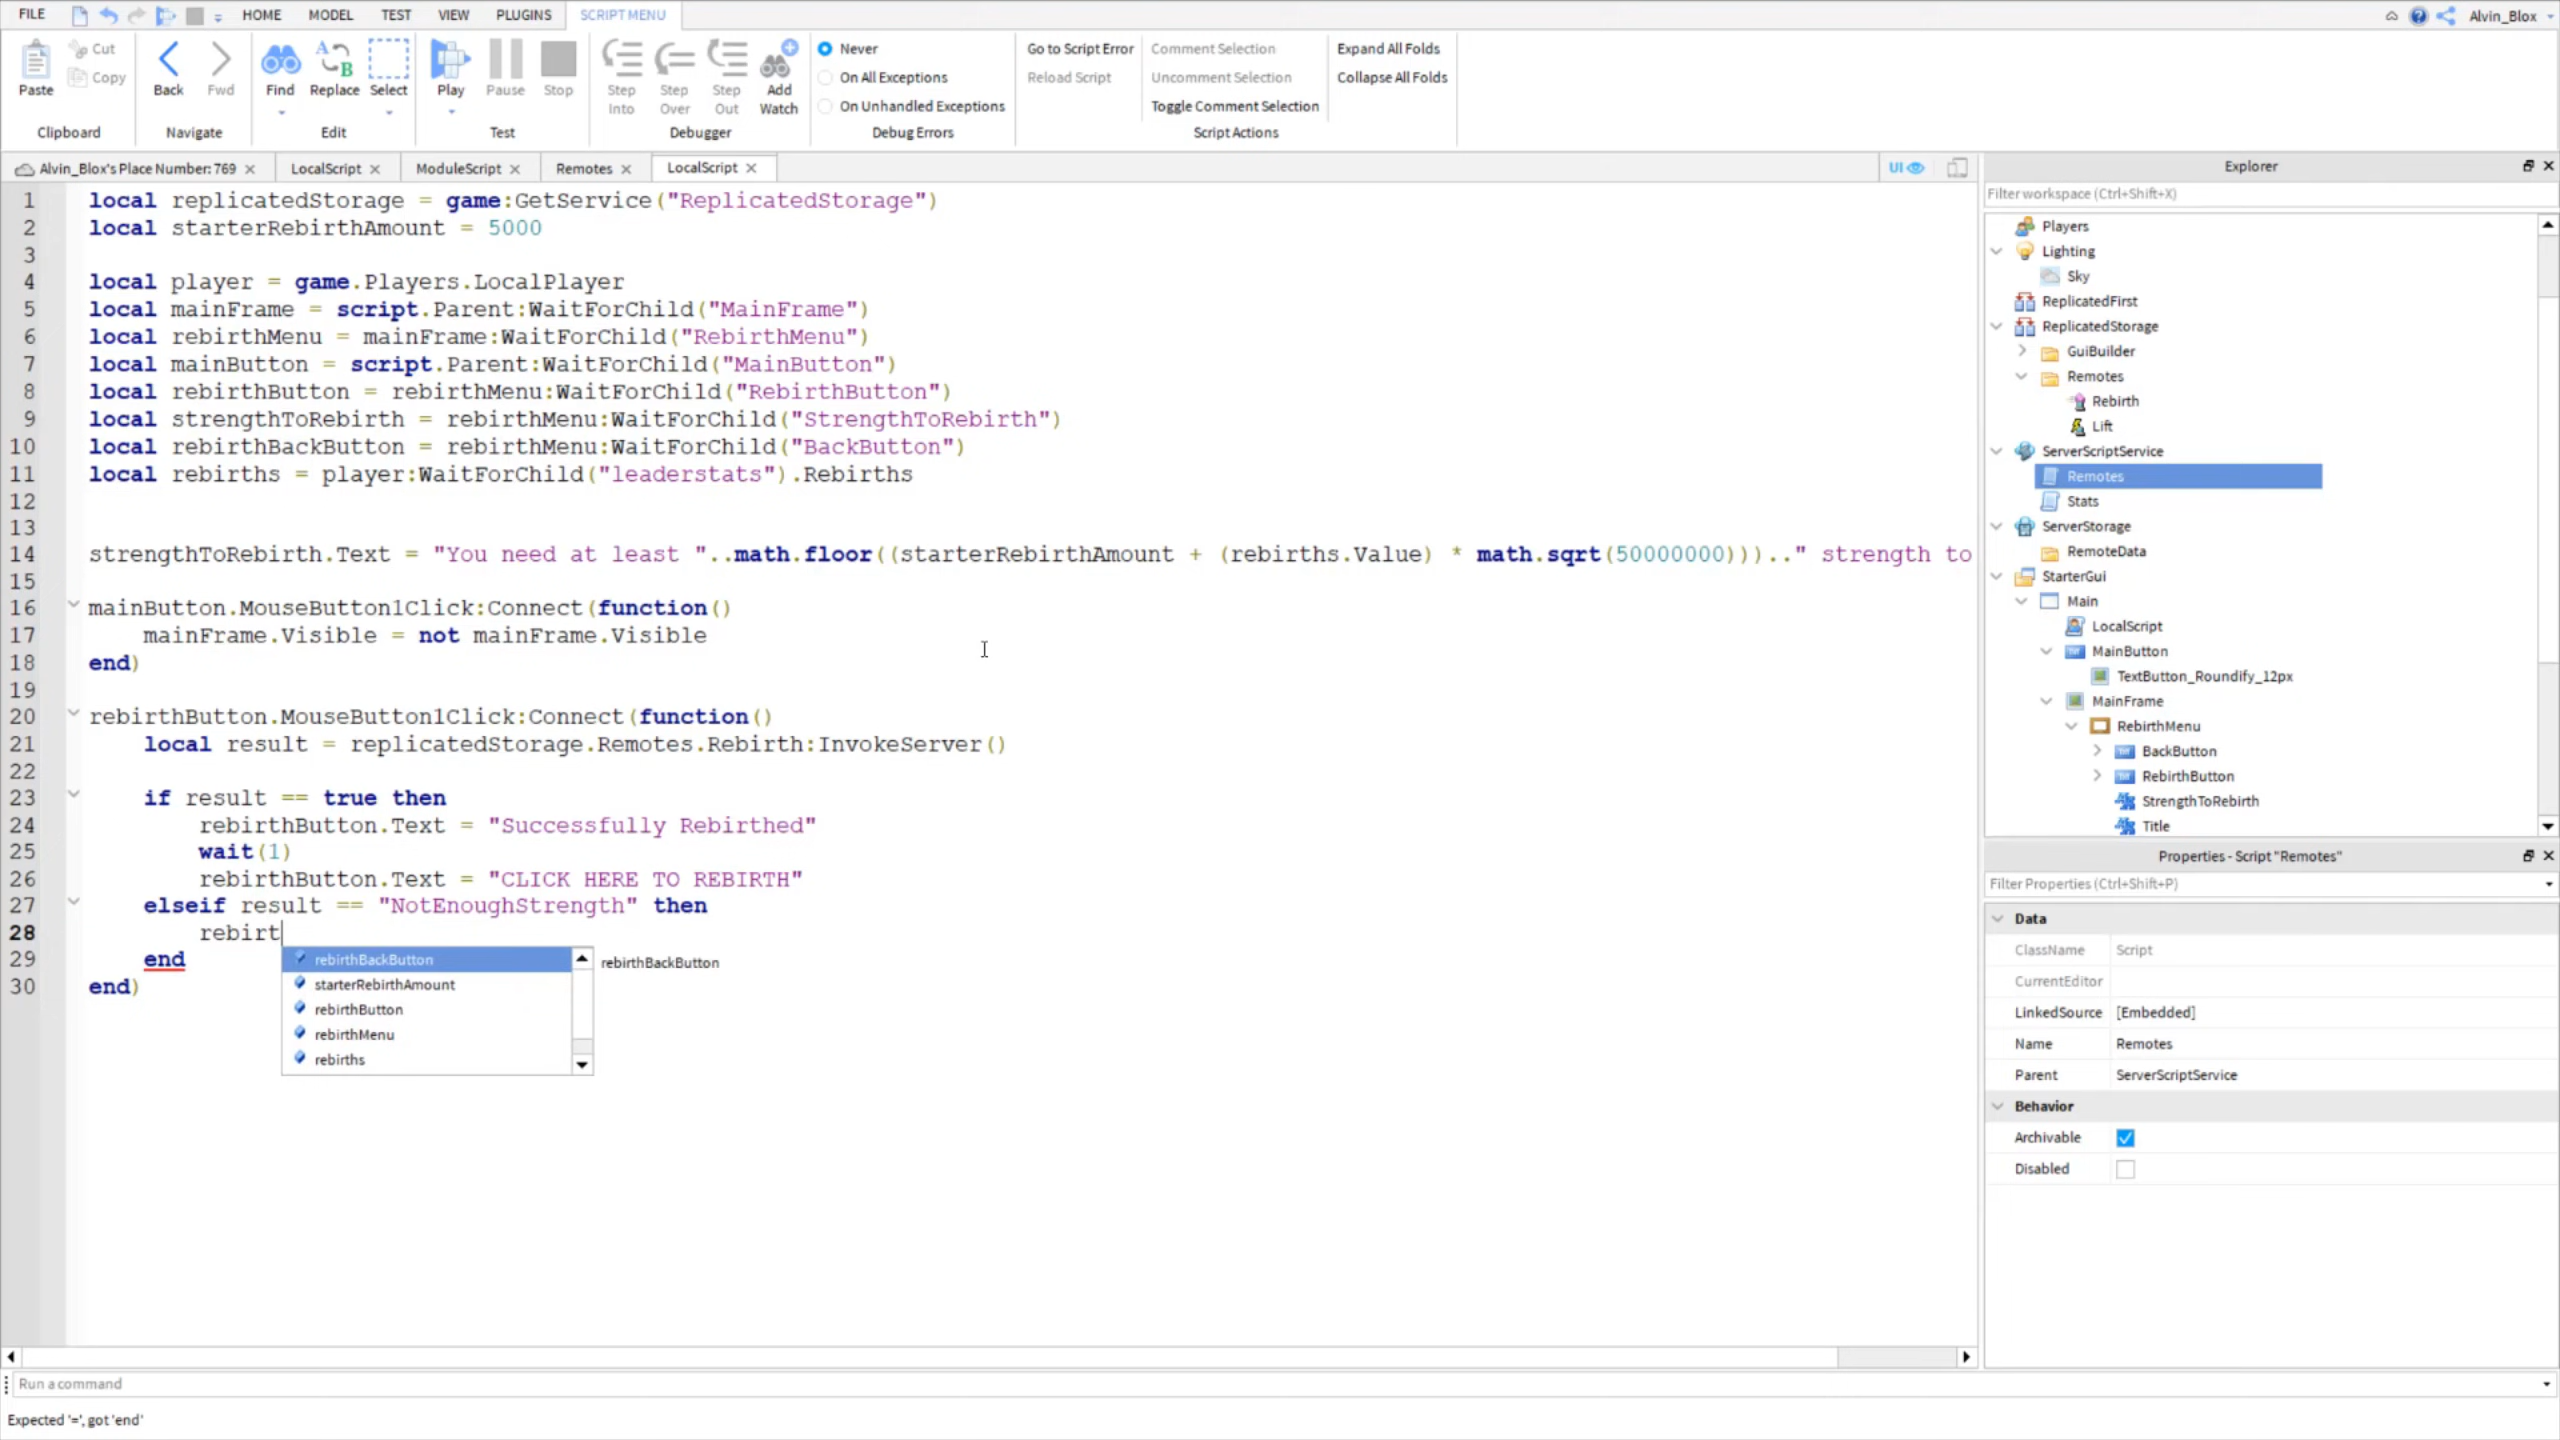 FILE HOME MODEL TEST VIEW PLUGINS SCRIPT MENU Alvin_Blox
Paste Cut Copy Clipboard
Back Fwd Navigate
Find Replace Select Edit
Play Pause Stop Test
Step Into Step Over Step Out Add Watch Debugger
Never
On All Exceptions
On Unhandled Exceptions
Debug Errors
Go to Script Error Comment Selection
Reload Script Uncomment Selection
Toggle Comment Selection
Script Actions
Expand All Folds
Collapse All Folds
Alvin_Blox's Place Number: 769 LocalScript ModuleScript Remotes LocalScript UI
1 local replicatedStorage = game:GetService("ReplicatedStorage")
2 local starterRebirthAmount = 5000
3
4 local player = game.Players.LocalPlayer
5 local mainFrame = script.Parent:WaitForChild("MainFrame")
6 local rebirthMenu = mainFrame:WaitForChild("RebirthMenu")
7 local mainButton = script.Parent:WaitForChild("MainButton")
8 local rebirthButton = rebirthMenu:WaitForChild("RebirthButton")
9 local strengthToRebirth = rebirthMenu:WaitForChild("StrengthToRebirth")
10 local rebirthBackButton = rebirthMenu:WaitForChild("BackButton")
11 local rebirths = player:WaitForChild("leaderstats").Rebirths
12
13
14 strengthToRebirth.Text = "You need at least "..math.floor((starterRebirthAmount + (rebirths.Value) * math.sqrt(50000000))).." strength to
15
16 mainButton.MouseButton1Click:Connect(function()
17 mainFrame.Visible = not mainFrame.Visible
18 end)
19
20 rebirthButton.MouseButton1Click:Connect(function()
21 local result = replicatedStorage.Remotes.Rebirth:InvokeServer()
22
23 if result == true then
24 rebirthButton.Text = "Successfully Rebirthed"
25 wait(1)
26 rebirthButton.Text = "CLICK HERE TO REBIRTH"
27 elseif result == "NotEnoughStrength" then
28 rebirt
29 end
30 end)
rebirthBackButton rebirthBackButton
starterRebirthAmount
rebirthButton
rebirthMenu
rebirths
Explorer
Filter workspace (Ctrl+Shift+X)
Players
Lighting
Sky
ReplicatedFirst
ReplicatedStorage
GuiBuilder
Remotes
Rebirth
Lift
ServerScriptService
Remotes
Stats
ServerStorage
RemoteData
StarterGui
Main
LocalScript
MainButton
TextButton_Roundify_12px
MainFrame
RebirthMenu
BackButton
RebirthButton
StrengthToRebirth
Title
Properties - Script "Remotes"
Filter Properties (Ctrl+Shift+P)
Data
ClassName Script
CurrentEditor
LinkedSource [Embedded]
Name Remotes
Parent ServerScriptService
Behavior
Archivable
Disabled
Run a command
Expected '=', got 'end'